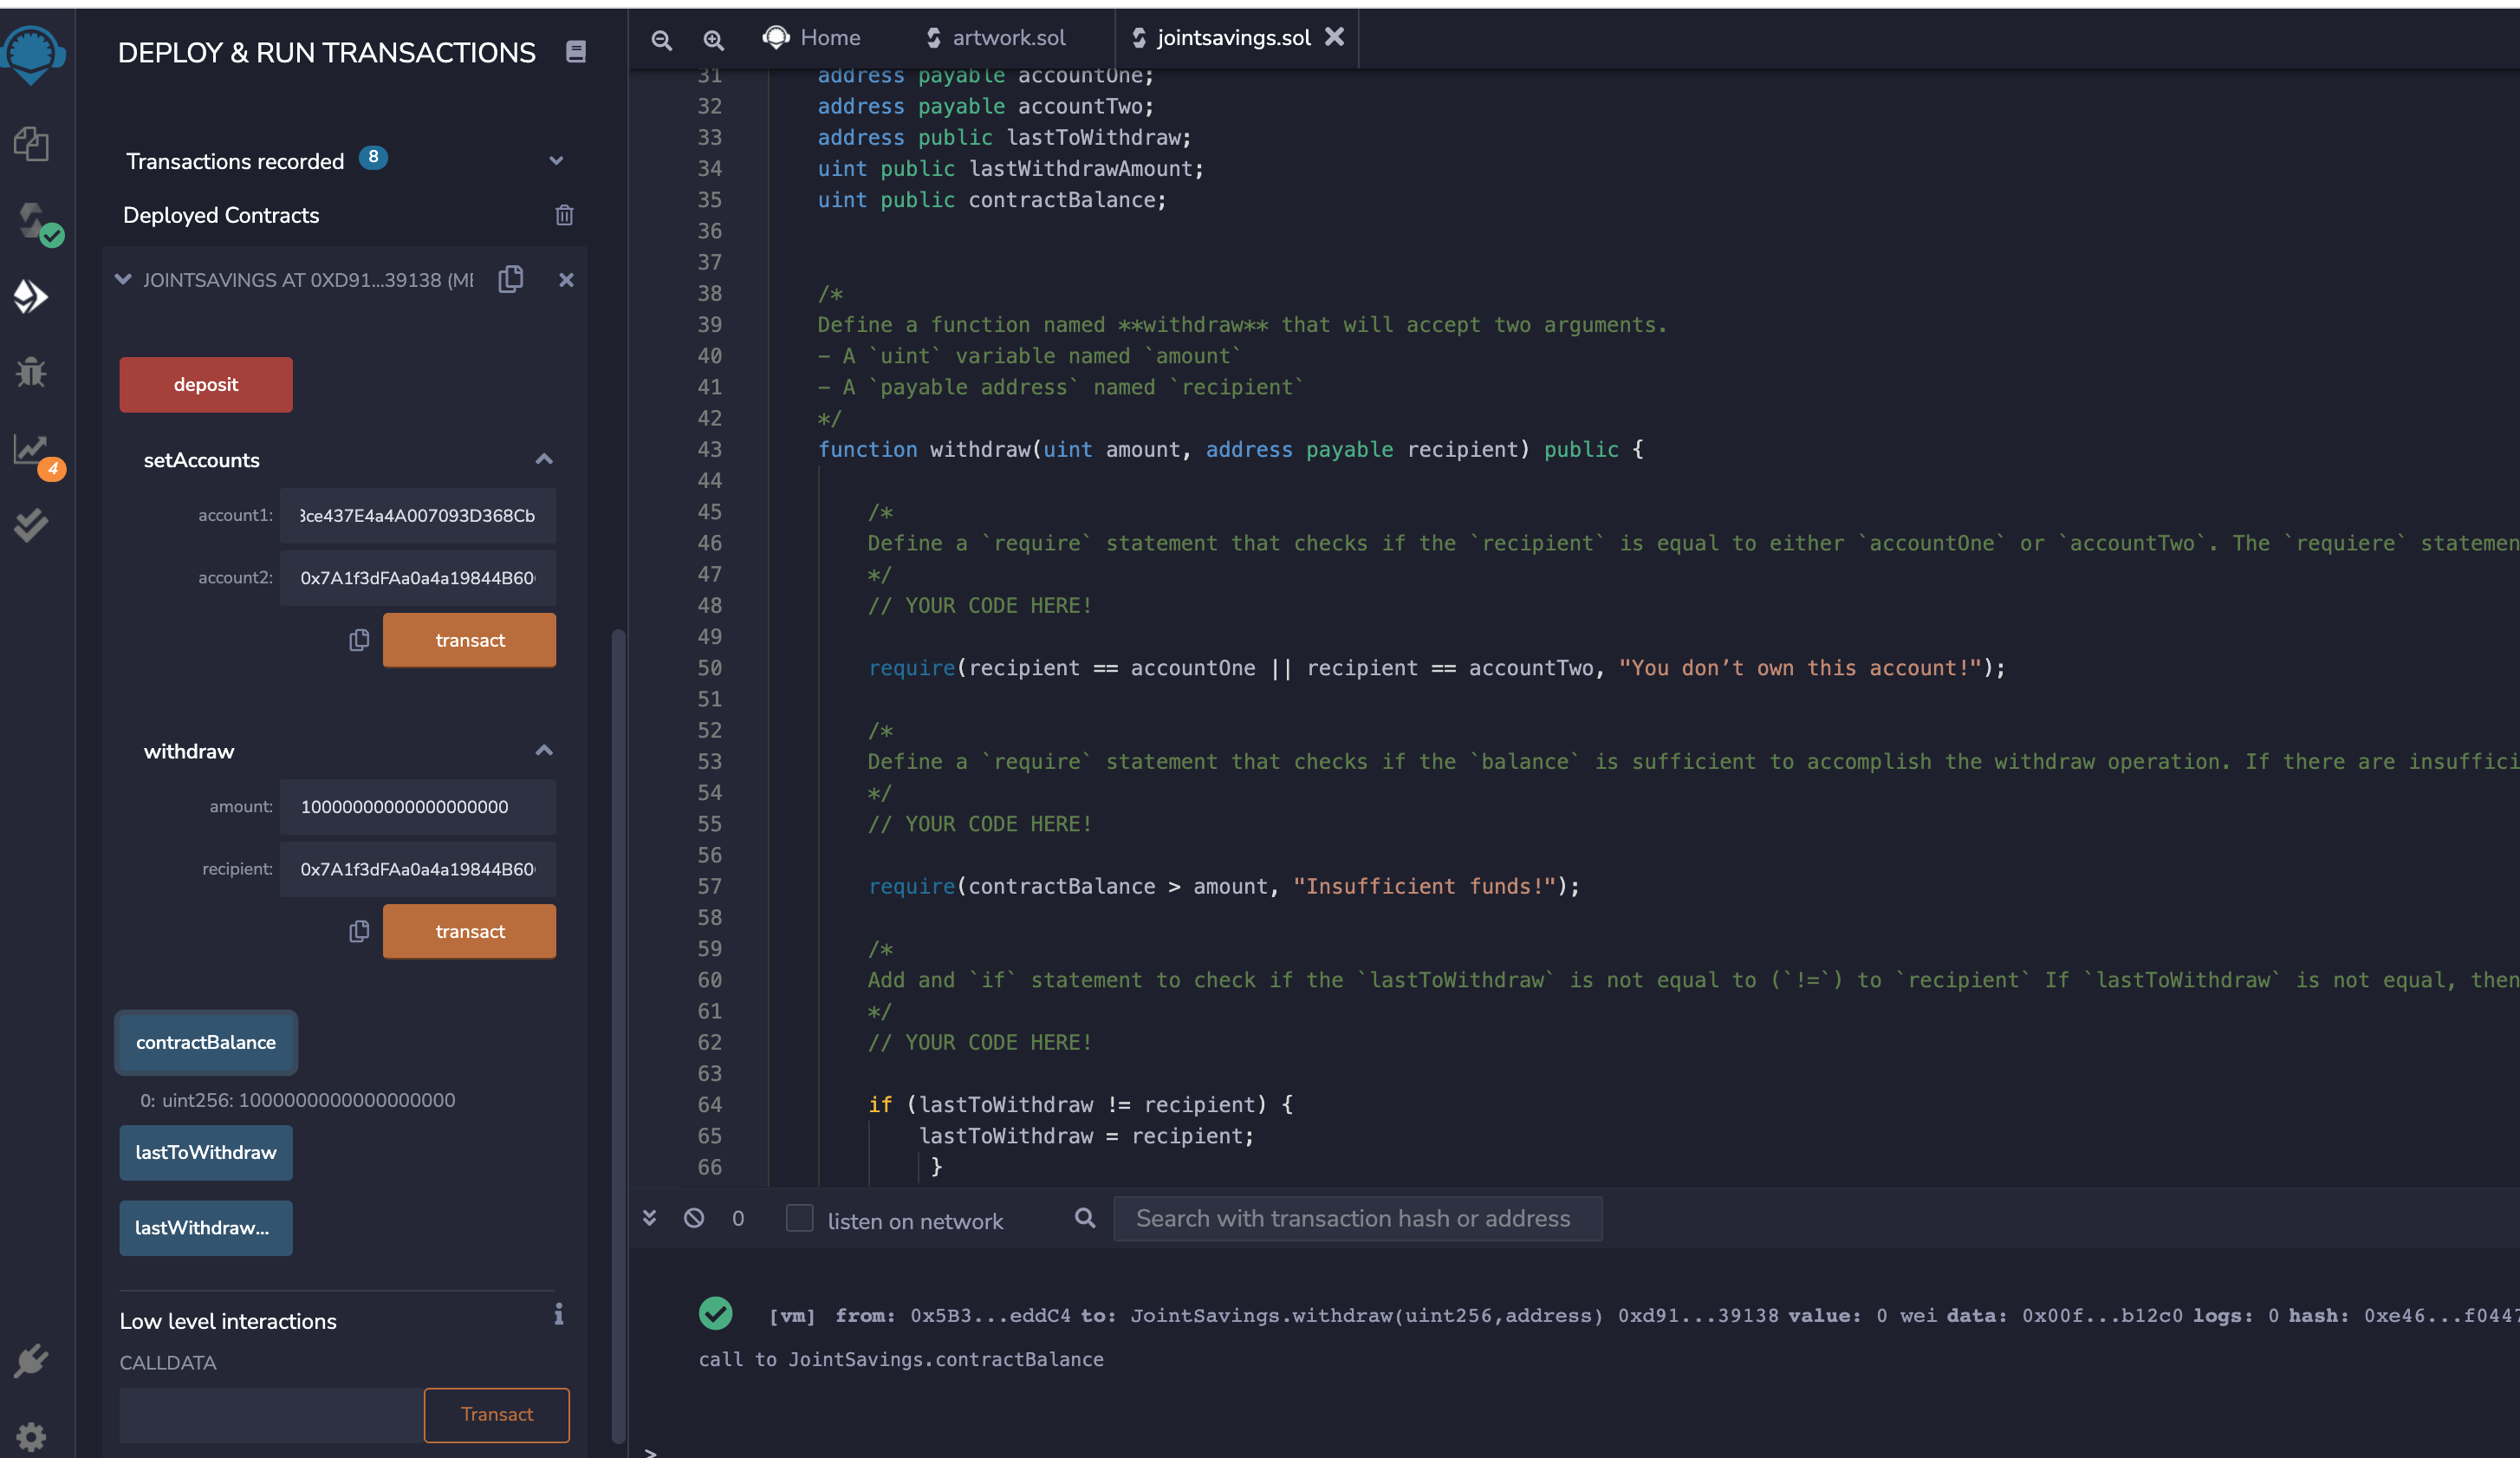 DEPLOY & RUN TRANSACTIONS
Transactions recorded 8
Deployed Contracts
JOINTSAVINGS AT 0XD91...39138 (ME
deposit
setAccounts
account1: 3ce437E4a4A007093D368Cb
account2: 0x7A1f3dFAa0a4a19844B60
transact
withdraw
amount: 10000000000000000000
recipient: 0x7A1f3dFAa0a4a19844B60
transact
contractBalance
0: uint256: 1000000000000000000
lastToWithdraw
lastWithdraw...
Low level interactions
CALLDATA
Transact
4
Home
artwork.sol
jointsavings.sol
31 address payable accountOne;
32 address payable accountTwo;
33 address public lastToWithdraw;
34 uint public lastWithdrawAmount;
35 uint public contractBalance;
36
37
38 /*
39 Define a function named **withdraw** that will accept two arguments.
40 - A `uint` variable named `amount`
41 - A `payable address` named `recipient`
42 */
43 function withdraw(uint amount, address payable recipient) public {
44
45 /*
46 Define a `require` statement that checks if the `recipient` is equal to either `accountOne` or `accountTwo`. The `requiere` statemen
47 */
48 // YOUR CODE HERE!
49
50 require(recipient == accountOne || recipient == accountTwo, "You don’t own this account!");
51
52 /*
53 Define a `require` statement that checks if the `balance` is sufficient to accomplish the withdraw operation. If there are insuffici
54 */
55 // YOUR CODE HERE!
56
57 require(contractBalance > amount, "Insufficient funds!");
58
59 /*
60 Add and `if` statement to check if the `lastToWithdraw` is not equal to (`!=`) to `recipient` If `lastToWithdraw` is not equal, then
61 */
62 // YOUR CODE HERE!
63
64 if (lastToWithdraw != recipient) {
65 lastToWithdraw = recipient;
66 }
0 listen on network Search with transaction hash or address
[vm] from: 0x5B3...eddC4 to: JointSavings.withdraw(uint256,address) 0xd91...39138 value: 0 wei data: 0x00f...b12c0 logs: 0 hash: 0xe46...f0447
call to JointSavings.contractBalance
>